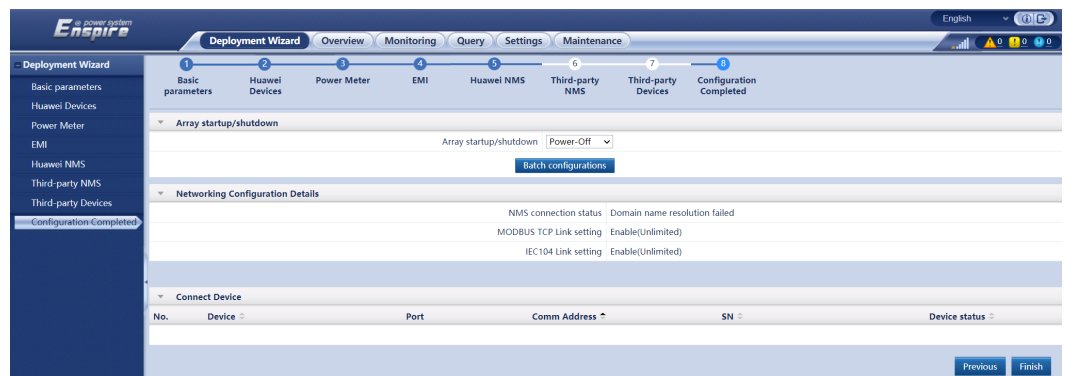 Enspire e power system
English
Deployment Wizard Overview Monitoring Query Settings Maintenance
0 0 0
Deployment Wizard
Basic parameters
Huawei Devices
Power Meter
EMI
Huawei NMS
Third-party NMS
Third-party Devices
Configuration Completed
1 2 3 4 5 6 7 8
Basic parameters
Huawei Devices
Power Meter
EMI
Huawei NMS
Third-party NMS
Third-party Devices
Configuration Completed
Array startup/shutdown
Array startup/shutdown Power-Off
Batch configurations
Networking Configuration Details
NMS connection status Domain name resolution failed
MODBUS TCP Link setting Enable(Unlimited)
IEC104 Link setting Enable(Unlimited)
Connect Device
No. Device Port Comm Address SN Device status
Previous Finish